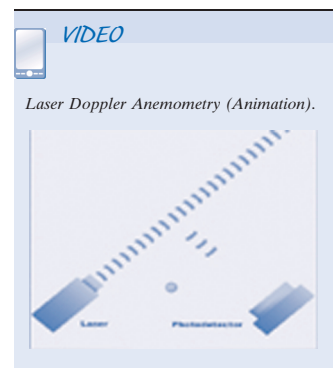 VIDEO
Laser Doppler Anemometry (Animation).
Laser
Photodetector